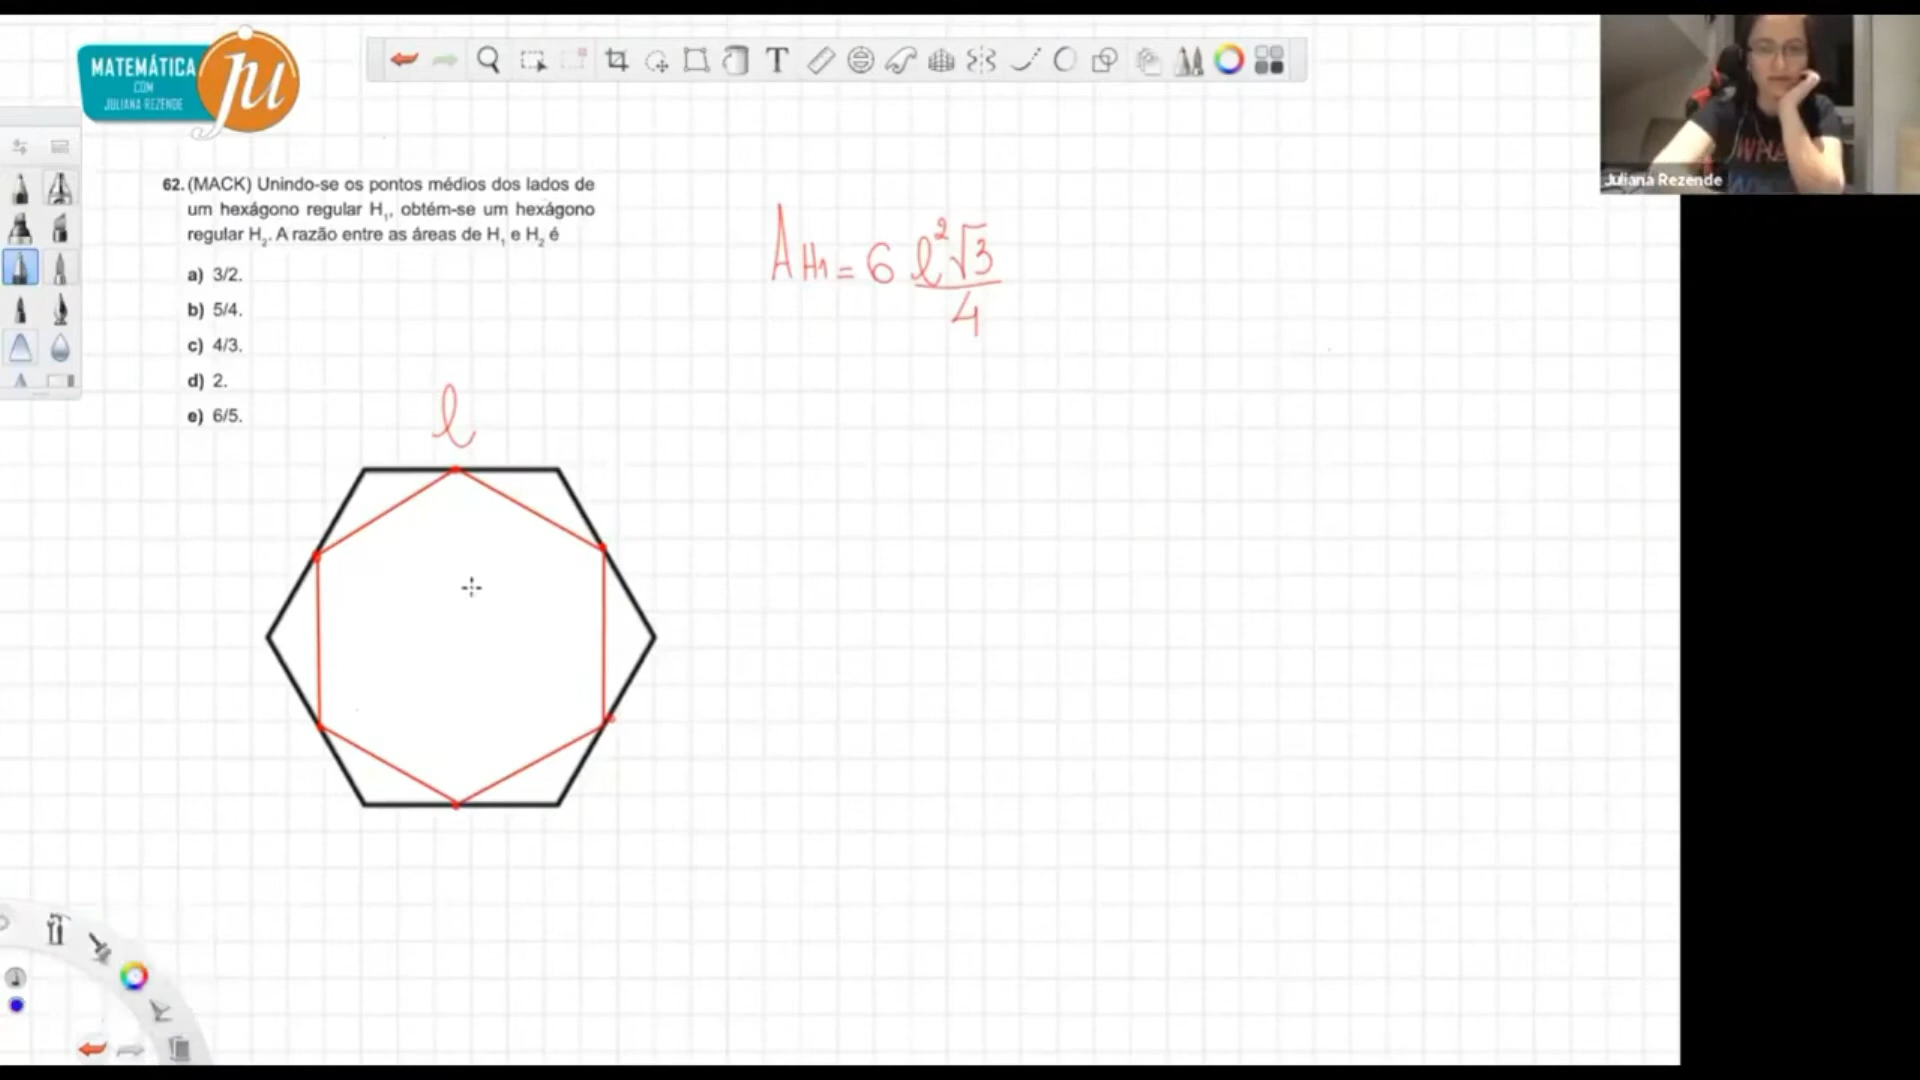 MATEMÁTICA
COM
JULIANA REZENDE
ju
Juliana Rezende
62. (MACK) Unindo-se os pontos médios dos lados de
um hexágono regular H₁, obtém-se um hexágono
regular H₂. A razão entre as áreas de H₁ e H₂ é
a) 3/2.
b) 5/4.
c) 4/3.
d) 2.
e) 6/5.
A H1 = 6 l²√3
4
l